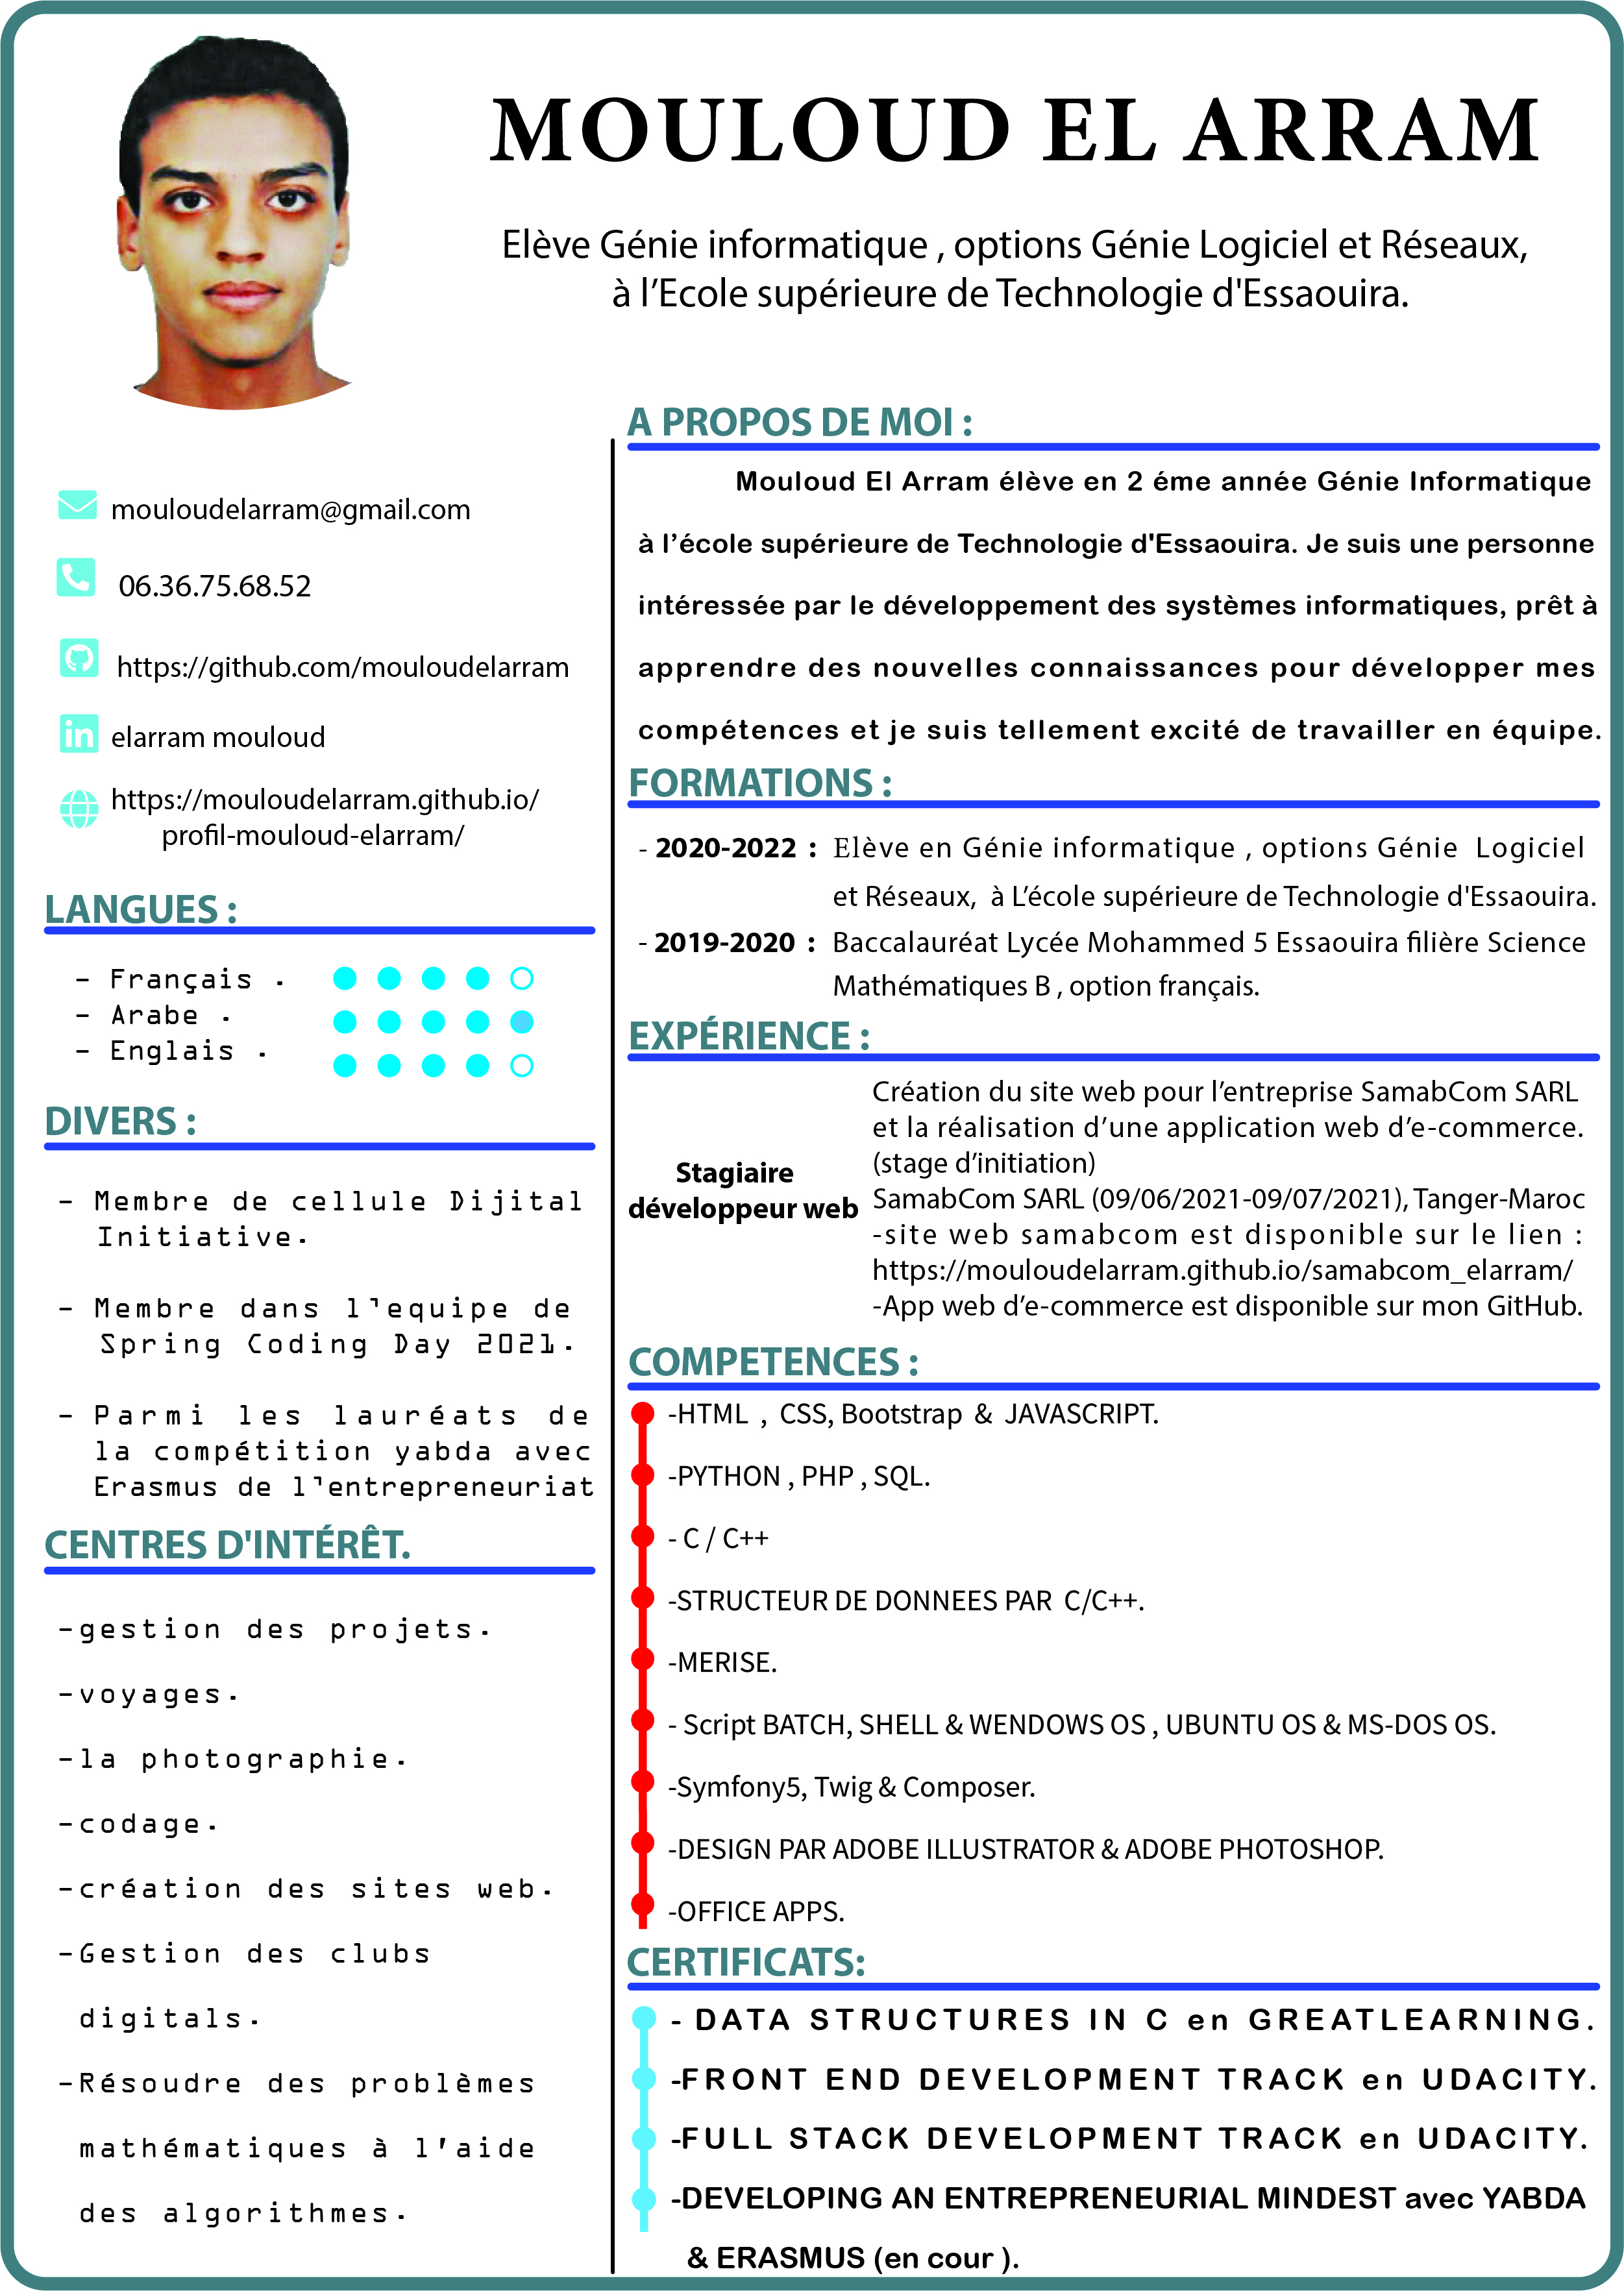 MOULOUD EL ARRAM
Elève Génie informatique , options Génie Logiciel et Réseaux,
à l’Ecole supérieure de Technologie d'Essaouira.
mouloudelarram@gmail.com
06.36.75.68.52
https://github.com/mouloudelarram
elarram mouloud
https://mouloudelarram.github.io/
profil-mouloud-elarram/
LANGUES :
- Français .
- Arabe .
- Englais .
DIVERS :
- Membre de cellule Dijital
Initiative.
- Membre dans l'equipe de
Spring Coding Day 2021.
- Parmi les lauréats de
la compétition yabda avec
Erasmus de l'entrepreneuriat
CENTRES D'INTÉRÊT.
-gestion des projets.
-voyages.
-la photographie.
-codage.
-création des sites web.
-Gestion des clubs
digitals.
-Résoudre des problèmes
mathématiques à l'aide
des algorithmes.
A PROPOS DE MOI :
Mouloud El Arram élève en 2 éme année Génie Informatique
à l’école supérieure de Technologie d'Essaouira. Je suis une personne
intéressée par le développement des systèmes informatiques, prêt à
apprendre des nouvelles connaissances pour développer mes
compétences et je suis tellement excité de travailler en équipe.
FORMATIONS :
- 2020-2022 : Elève en Génie informatique , options Génie Logiciel
et Réseaux, à L’école supérieure de Technologie d'Essaouira.
- 2019-2020 : Baccalauréat Lycée Mohammed 5 Essaouira filière Science
Mathématiques B , option français.
EXPÉRIENCE :
Stagiaire
développeur web
Création du site web pour l’entreprise SamabCom SARL
et la réalisation d’une application web d’e-commerce.
(stage d’initiation)
SamabCom SARL (09/06/2021-09/07/2021), Tanger-Maroc
-site web samabcom est disponible sur le lien :
https://mouloudelarram.github.io/samabcom_elarram/
-App web d’e-commerce est disponible sur mon GitHub.
COMPETENCES :
-HTML , CSS, Bootstrap & JAVASCRIPT.
-PYTHON , PHP , SQL.
- C / C++
-STRUCTEUR DE DONNEES PAR C/C++.
-MERISE.
- Script BATCH, SHELL & WENDOWS OS , UBUNTU OS & MS-DOS OS.
-Symfony5, Twig & Composer.
-DESIGN PAR ADOBE ILLUSTRATOR & ADOBE PHOTOSHOP.
-OFFICE APPS.
CERTIFICATS:
- DATA STRUCTURES IN C en GREATLEARNING.
-FRONT END DEVELOPMENT TRACK en UDACITY.
-FULL STACK DEVELOPMENT TRACK en UDACITY.
-DEVELOPING AN ENTREPRENEURIAL MINDEST avec YABDA
& ERASMUS (en cour ).